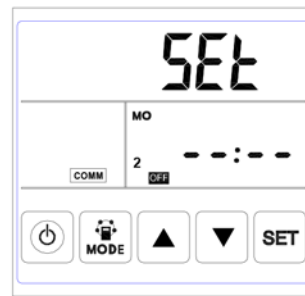 SEt
MO
2 --:--
COMM
OFF
MODE SET